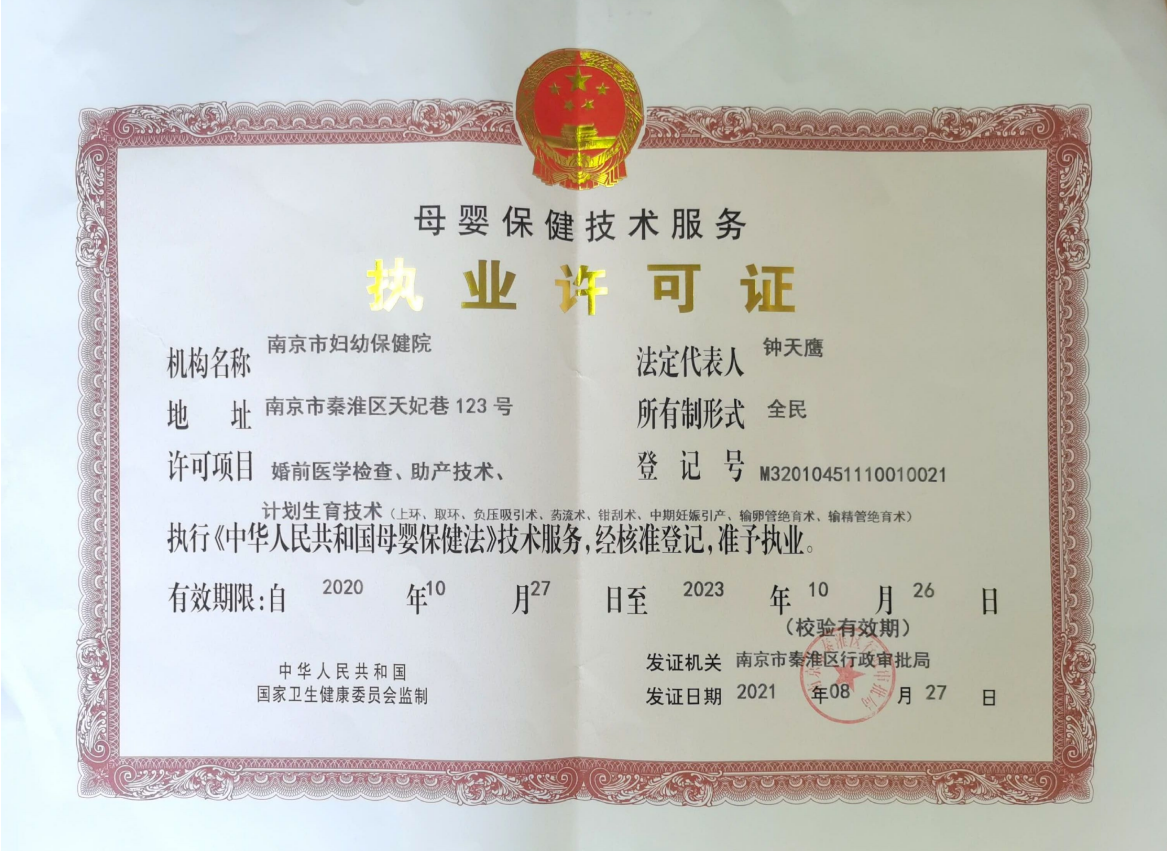 母婴保健技术服务
执业许可证
机构名称 南京市妇幼保健院 法定代表人 钟天鹰
地 址 南京市秦淮区天妃巷 123 号 所有制形式 全民
许可项目 婚前医学检查、助产技术、 登 记 号 M32010451110010021
计划生育技术（上环、取环、负压吸引术、药流术、钳刮术、中期妊娠引产、输卵管绝育术、输精管绝育术）
执行《中华人民共和国母婴保健法》技术服务，经核准登记，准予执业。
有效期限：自 2020 年 10 月 27 日至 2023 年 10 月 26 日
（校验有效期）
中华人民共和国 发证机关 南京市秦淮区行政审批局
国家卫生健康委员会监制 发证日期 2021 年 08 月 27 日